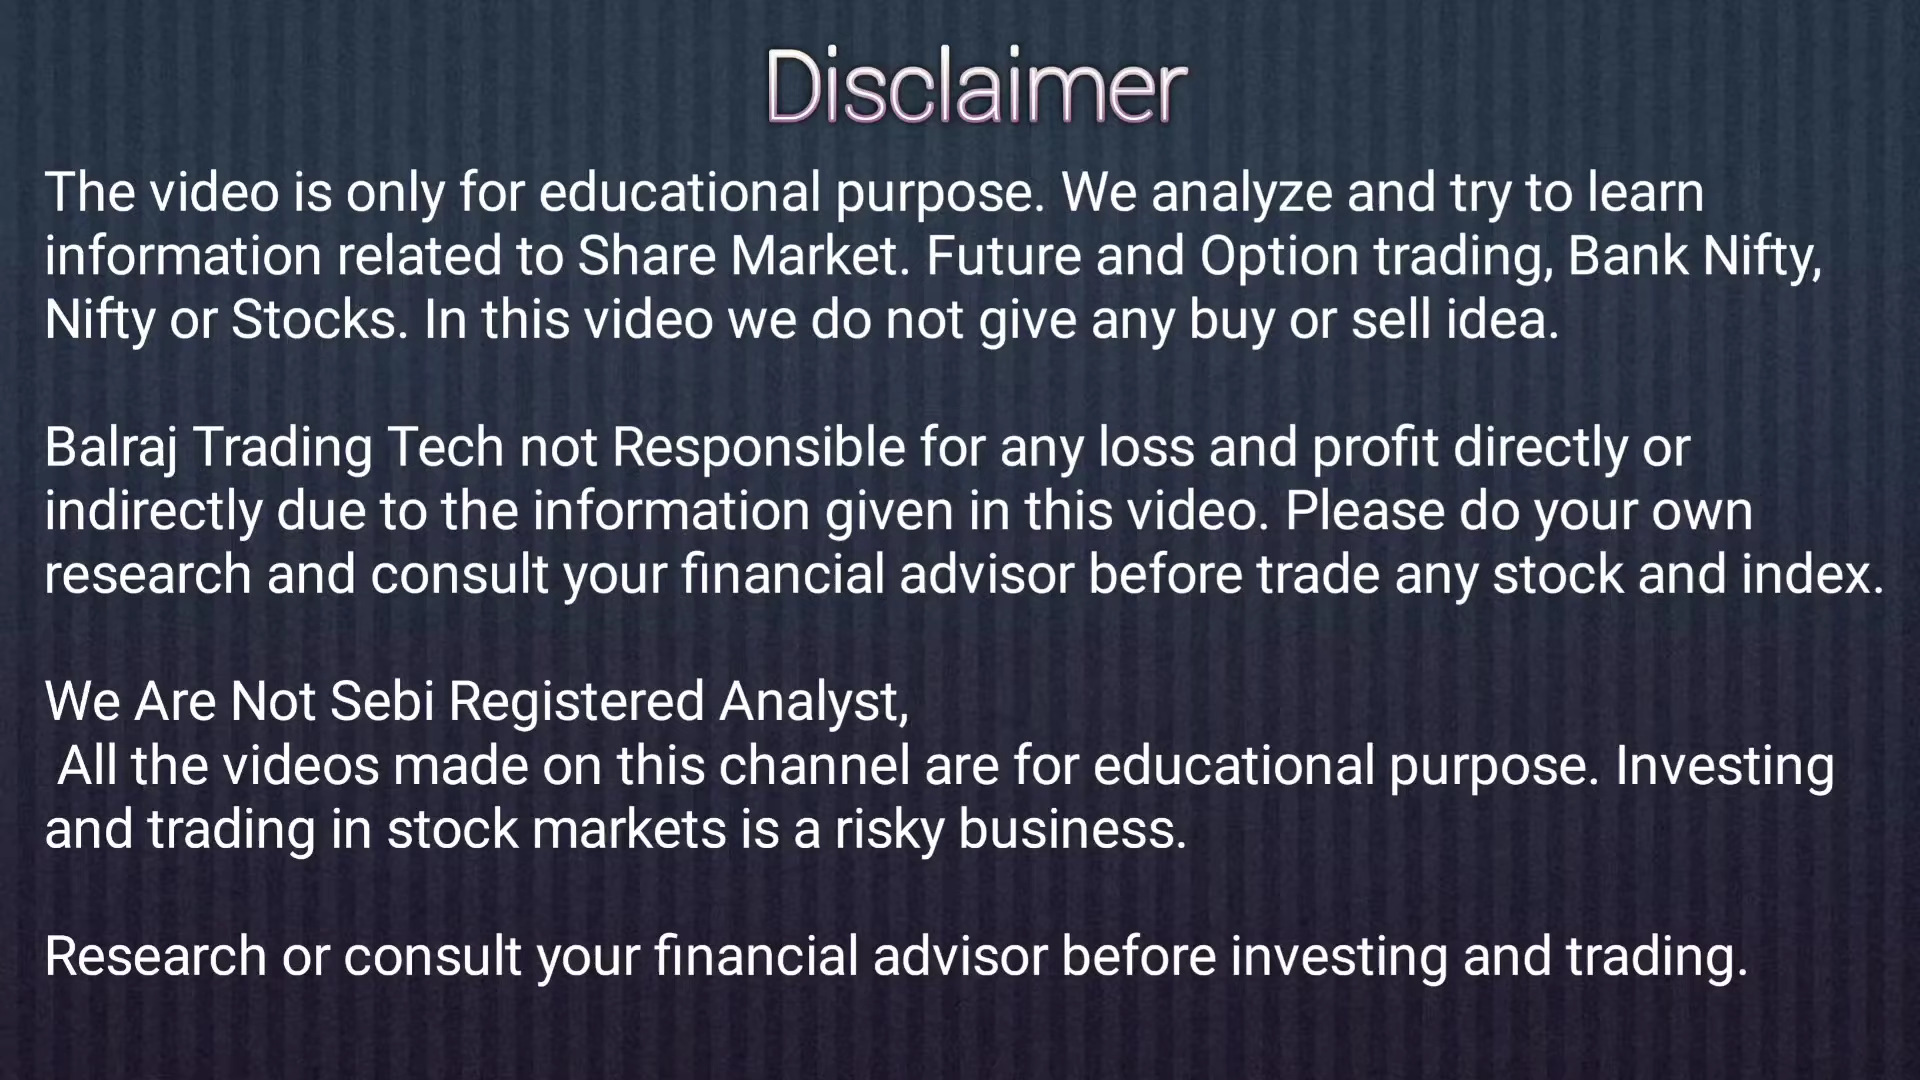 Disclaimer
The video is only for educational purpose. We analyze and try to learn
information related to Share Market. Future and Option trading, Bank Nifty,
Nifty or Stocks. In this video we do not give any buy or sell idea.
Balraj Trading Tech not Responsible for any loss and profit directly or
indirectly due to the information given in this video. Please do your own
research and consult your financial advisor before trade any stock and index.
We Are Not Sebi Registered Analyst,
All the videos made on this channel are for educational purpose. Investing
and trading in stock markets is a risky business.
Research or consult your financial advisor before investing and trading.